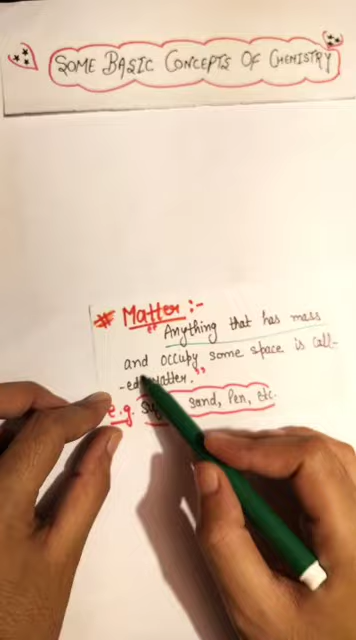 SOME BASIC CONCEPTS OF CHEMISTRY
* Matter :-
"Anything that has mass
and occupy some space is call-
-ed Matter."
e.g. sand, Pen, etc.